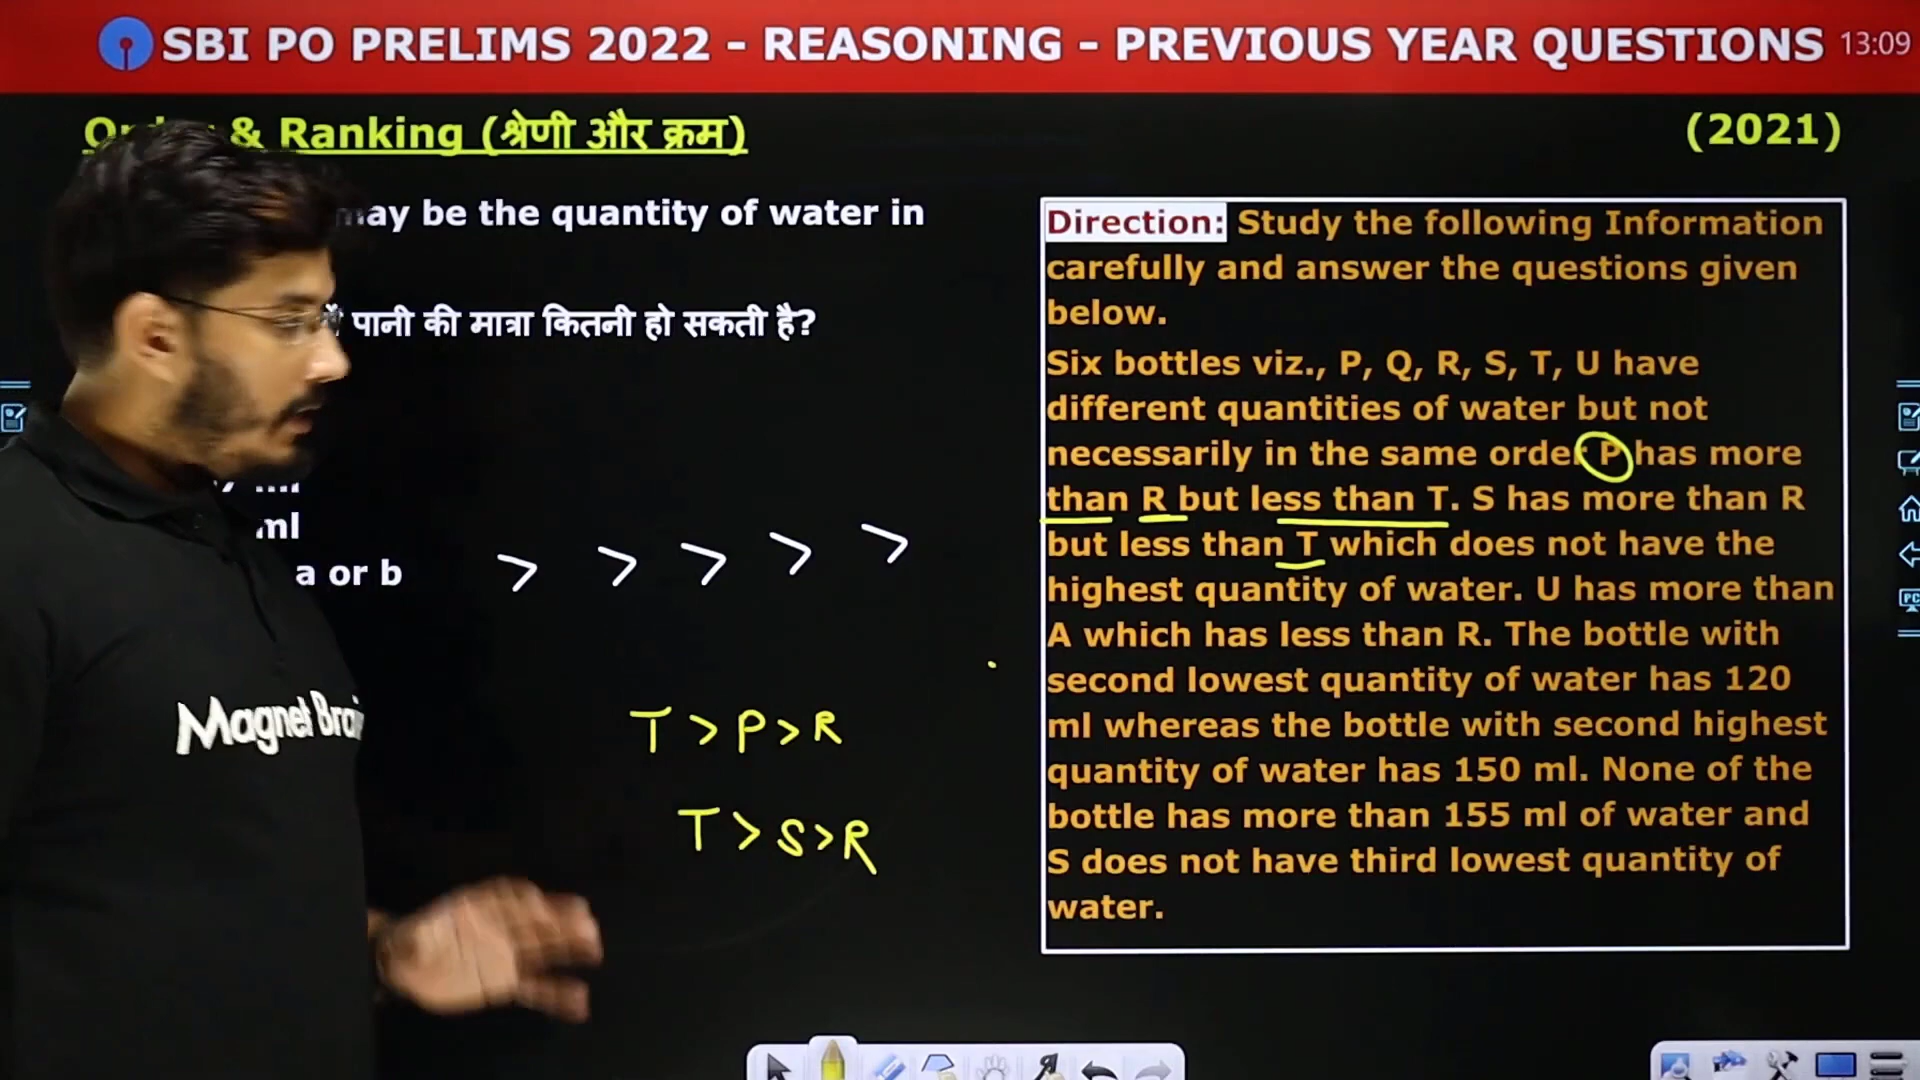 SBI PO PRELIMS 2022 - REASONING - PREVIOUS YEAR QUESTIONS 13:09
& Ranking (श्रेणी और क्रम)
(2021)
may be the quantity of water in
पानी की मात्रा कितनी हो सकती है?
ml
ml
a or b
> > > > >
T > P > R
T > S > R
Magnet
Direction: Study the following Information
carefully and answer the questions given
below.
Six bottles viz., P, Q, R, S, T, U have
different quantities of water but not
necessarily in the same order P has more
than R but less than T. S has more than R
but less than T which does not have the
highest quantity of water. U has more than
A which has less than R. The bottle with
second lowest quantity of water has 120
ml whereas the bottle with second highest
quantity of water has 150 ml. None of the
bottle has more than 155 ml of water and
S does not have third lowest quantity of
water.